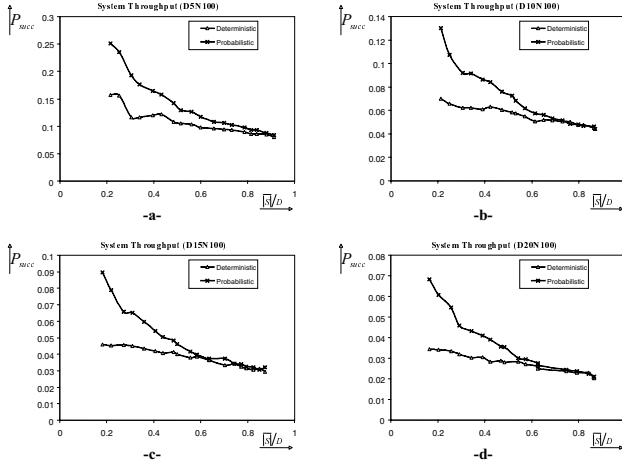 System Throughput (D5N100)
P succ
0.3
0.25
0.2
0.15
0.1
0.05
0
0 0.2 0.4 0.6 0.8 1
Deterministic
Probabilistic
|S|/D
-a-
System Throughput (D10N100)
P succ
0.14
0.12
0.1
0.08
0.06
0.04
0.02
0
0 0.2 0.4 0.6 0.8 1
Deterministic
Probabilistic
|S|/D
-b-
System Throughput (D15N100)
P succ
0.1
0.09
0.08
0.07
0.06
0.05
0.04
0.03
0.02
0.01
0
0 0.2 0.4 0.6 0.8 1
Deterministic
Probabilistic
|S|/D
-c-
System Throughput (D20N100)
P succ
0.08
0.07
0.06
0.05
0.04
0.03
0.02
0.01
0
0 0.2 0.4 0.6 0.8 1
Deterministic
Probabilistic
|S|/D
-d-